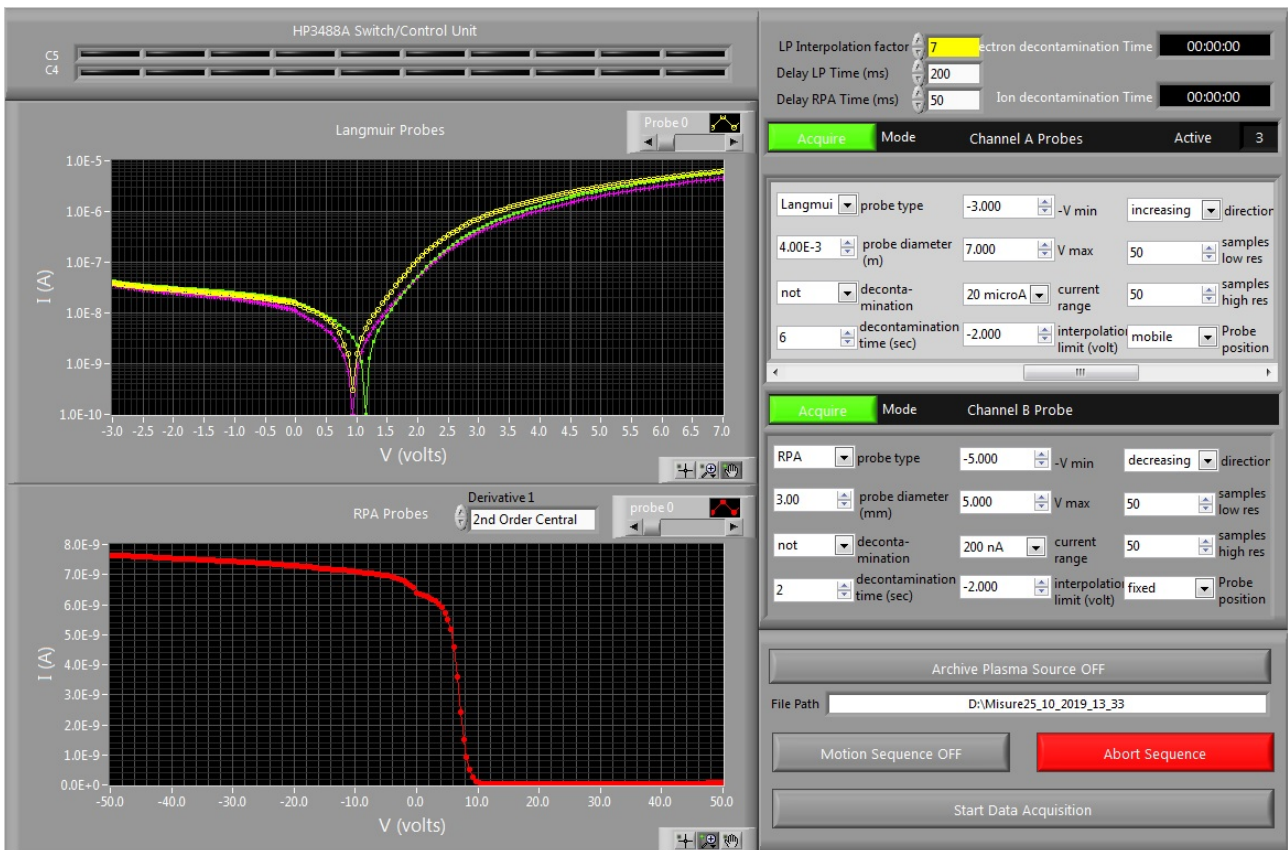 HP3488A Switch/Control Unit
C5
C4
LP Interpolation factor 7 ectron decontamination Time 00:00:00
Delay LP Time (ms) 200
Delay RPA Time (ms) 50 Ion decontamination Time 00:00:00
Langmuir Probes
Probe 0
1.0E-5
1.0E-6
1.0E-7
1.0E-8
1.0E-9
1.0E-10
I (A)
-3.0 -2.5 -2.0 -1.5 -1.0 -0.5 0.0 0.5 1.0 1.5 2.0 2.5 3.0 3.5 4.0 4.5 5.0 5.5 6.0 6.5 7.0
V (volts)
Acquire Mode Channel A Probes Active 3
Langmui probe type -3.000 -V min increasing direction
4.00E-3 probe diameter (m) 7.000 V max 50 samples low res
not deconta-mination 20 microA current range 50 samples high res
6 decontamination time (sec) -2.000 interpolatio limit (volt) mobile Probe position
Acquire Mode Channel B Probe
RPA probe type -5.000 -V min decreasing direction
3.00 probe diameter (mm) 5.000 V max 50 samples low res
not deconta-mination 200 nA current range 50 samples high res
2 decontamination time (sec) -2.000 interpolatio limit (volt) fixed Probe position
RPA Probes
Derivative 1
2nd Order Central
probe 0
8.0E-9
7.0E-9
6.0E-9
5.0E-9
4.0E-9
3.0E-9
2.0E-9
1.0E-9
0.0E+0
I (A)
-50.0 -40.0 -30.0 -20.0 -10.0 0.0 10.0 20.0 30.0 40.0 50.0
V (volts)
Archive Plasma Source OFF
File Path D:\Misure25_10_2019_13_33
Motion Sequence OFF Abort Sequence
Start Data Acquisition